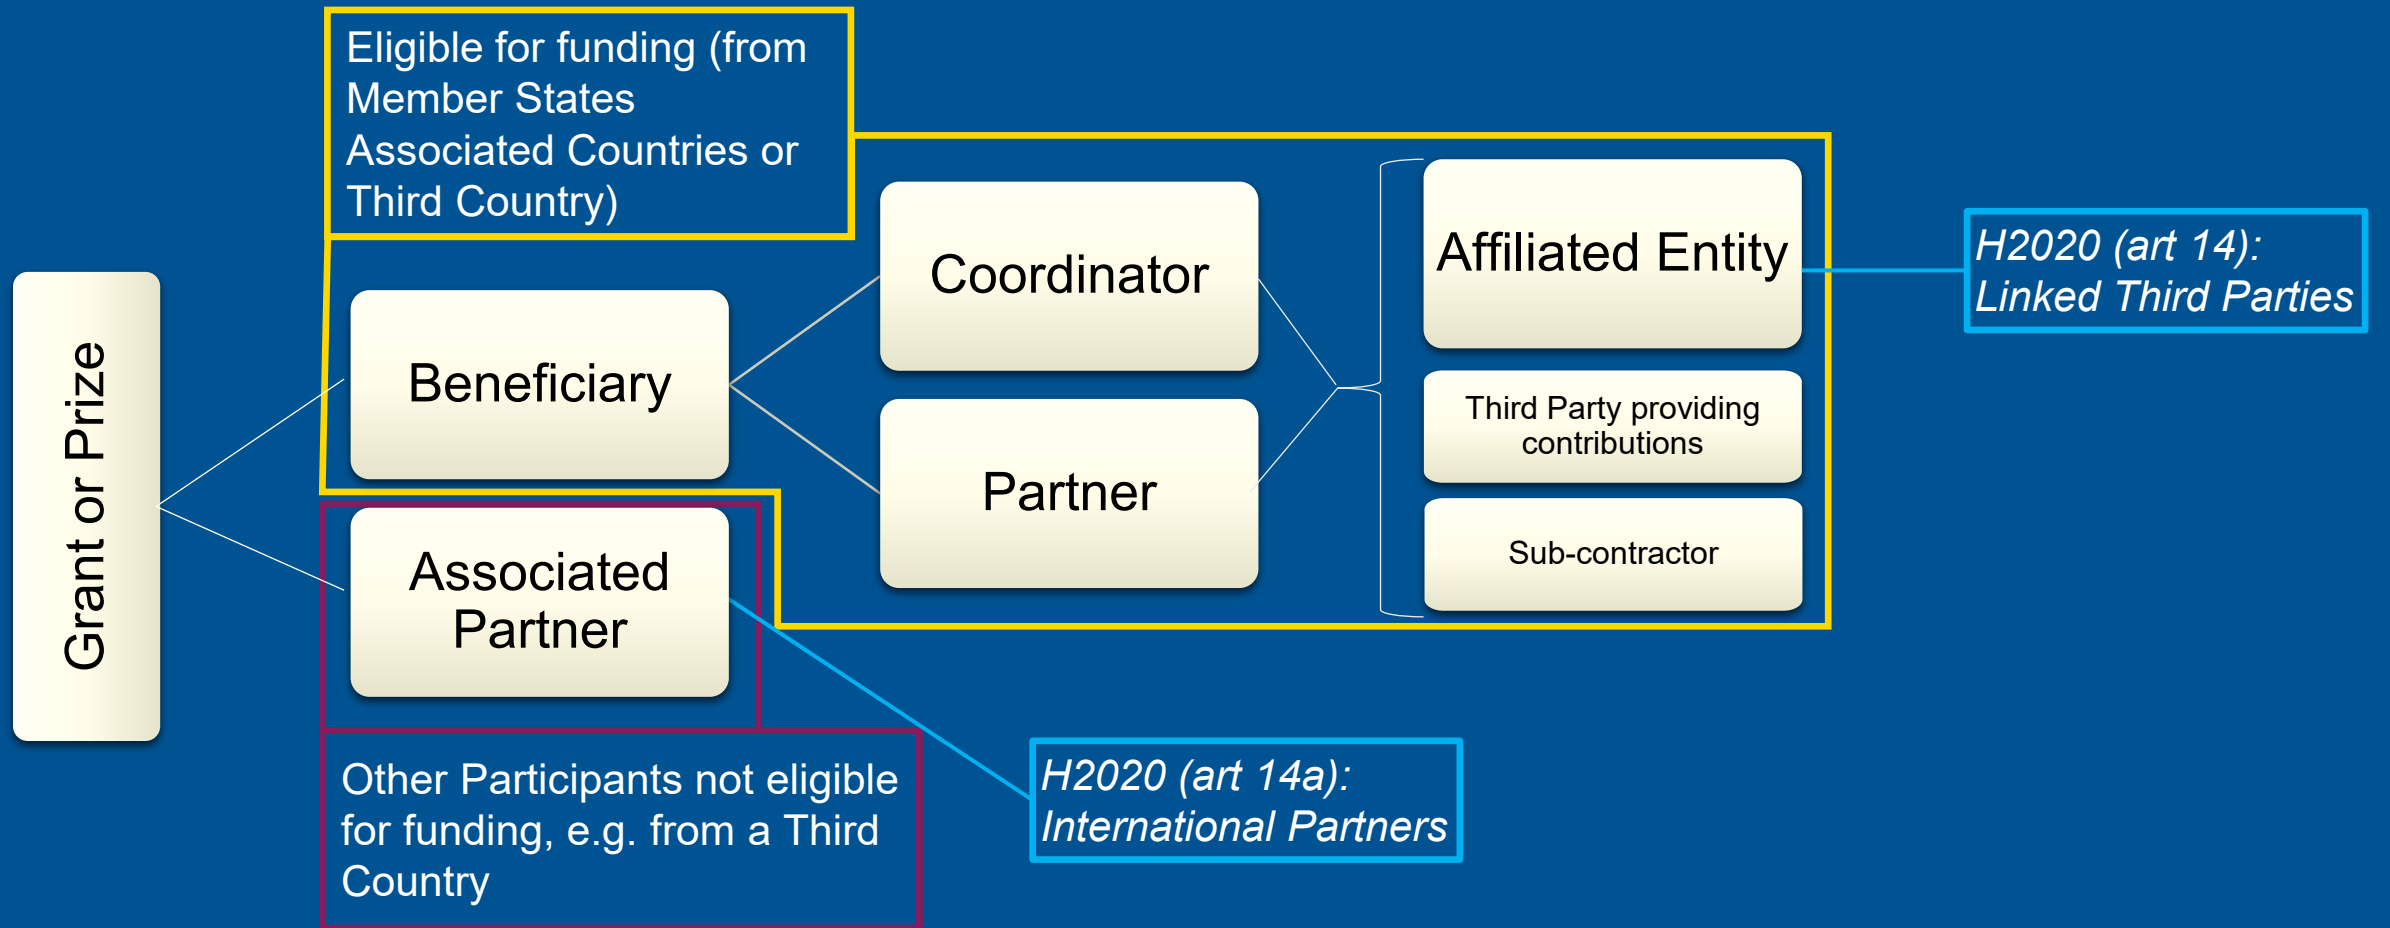 Eligible for funding (from
Member States
Associated Countries or
Third Country)
Grant or Prize
Beneficiary
Associated
Partner
Coordinator
Partner
Affiliated Entity
Third Party providing
contributions
Sub-contractor
H2020 (art 14):
Linked Third Parties
Other Participants not eligible
for funding, e.g. from a Third
Country
H2020 (art 14a):
International Partners